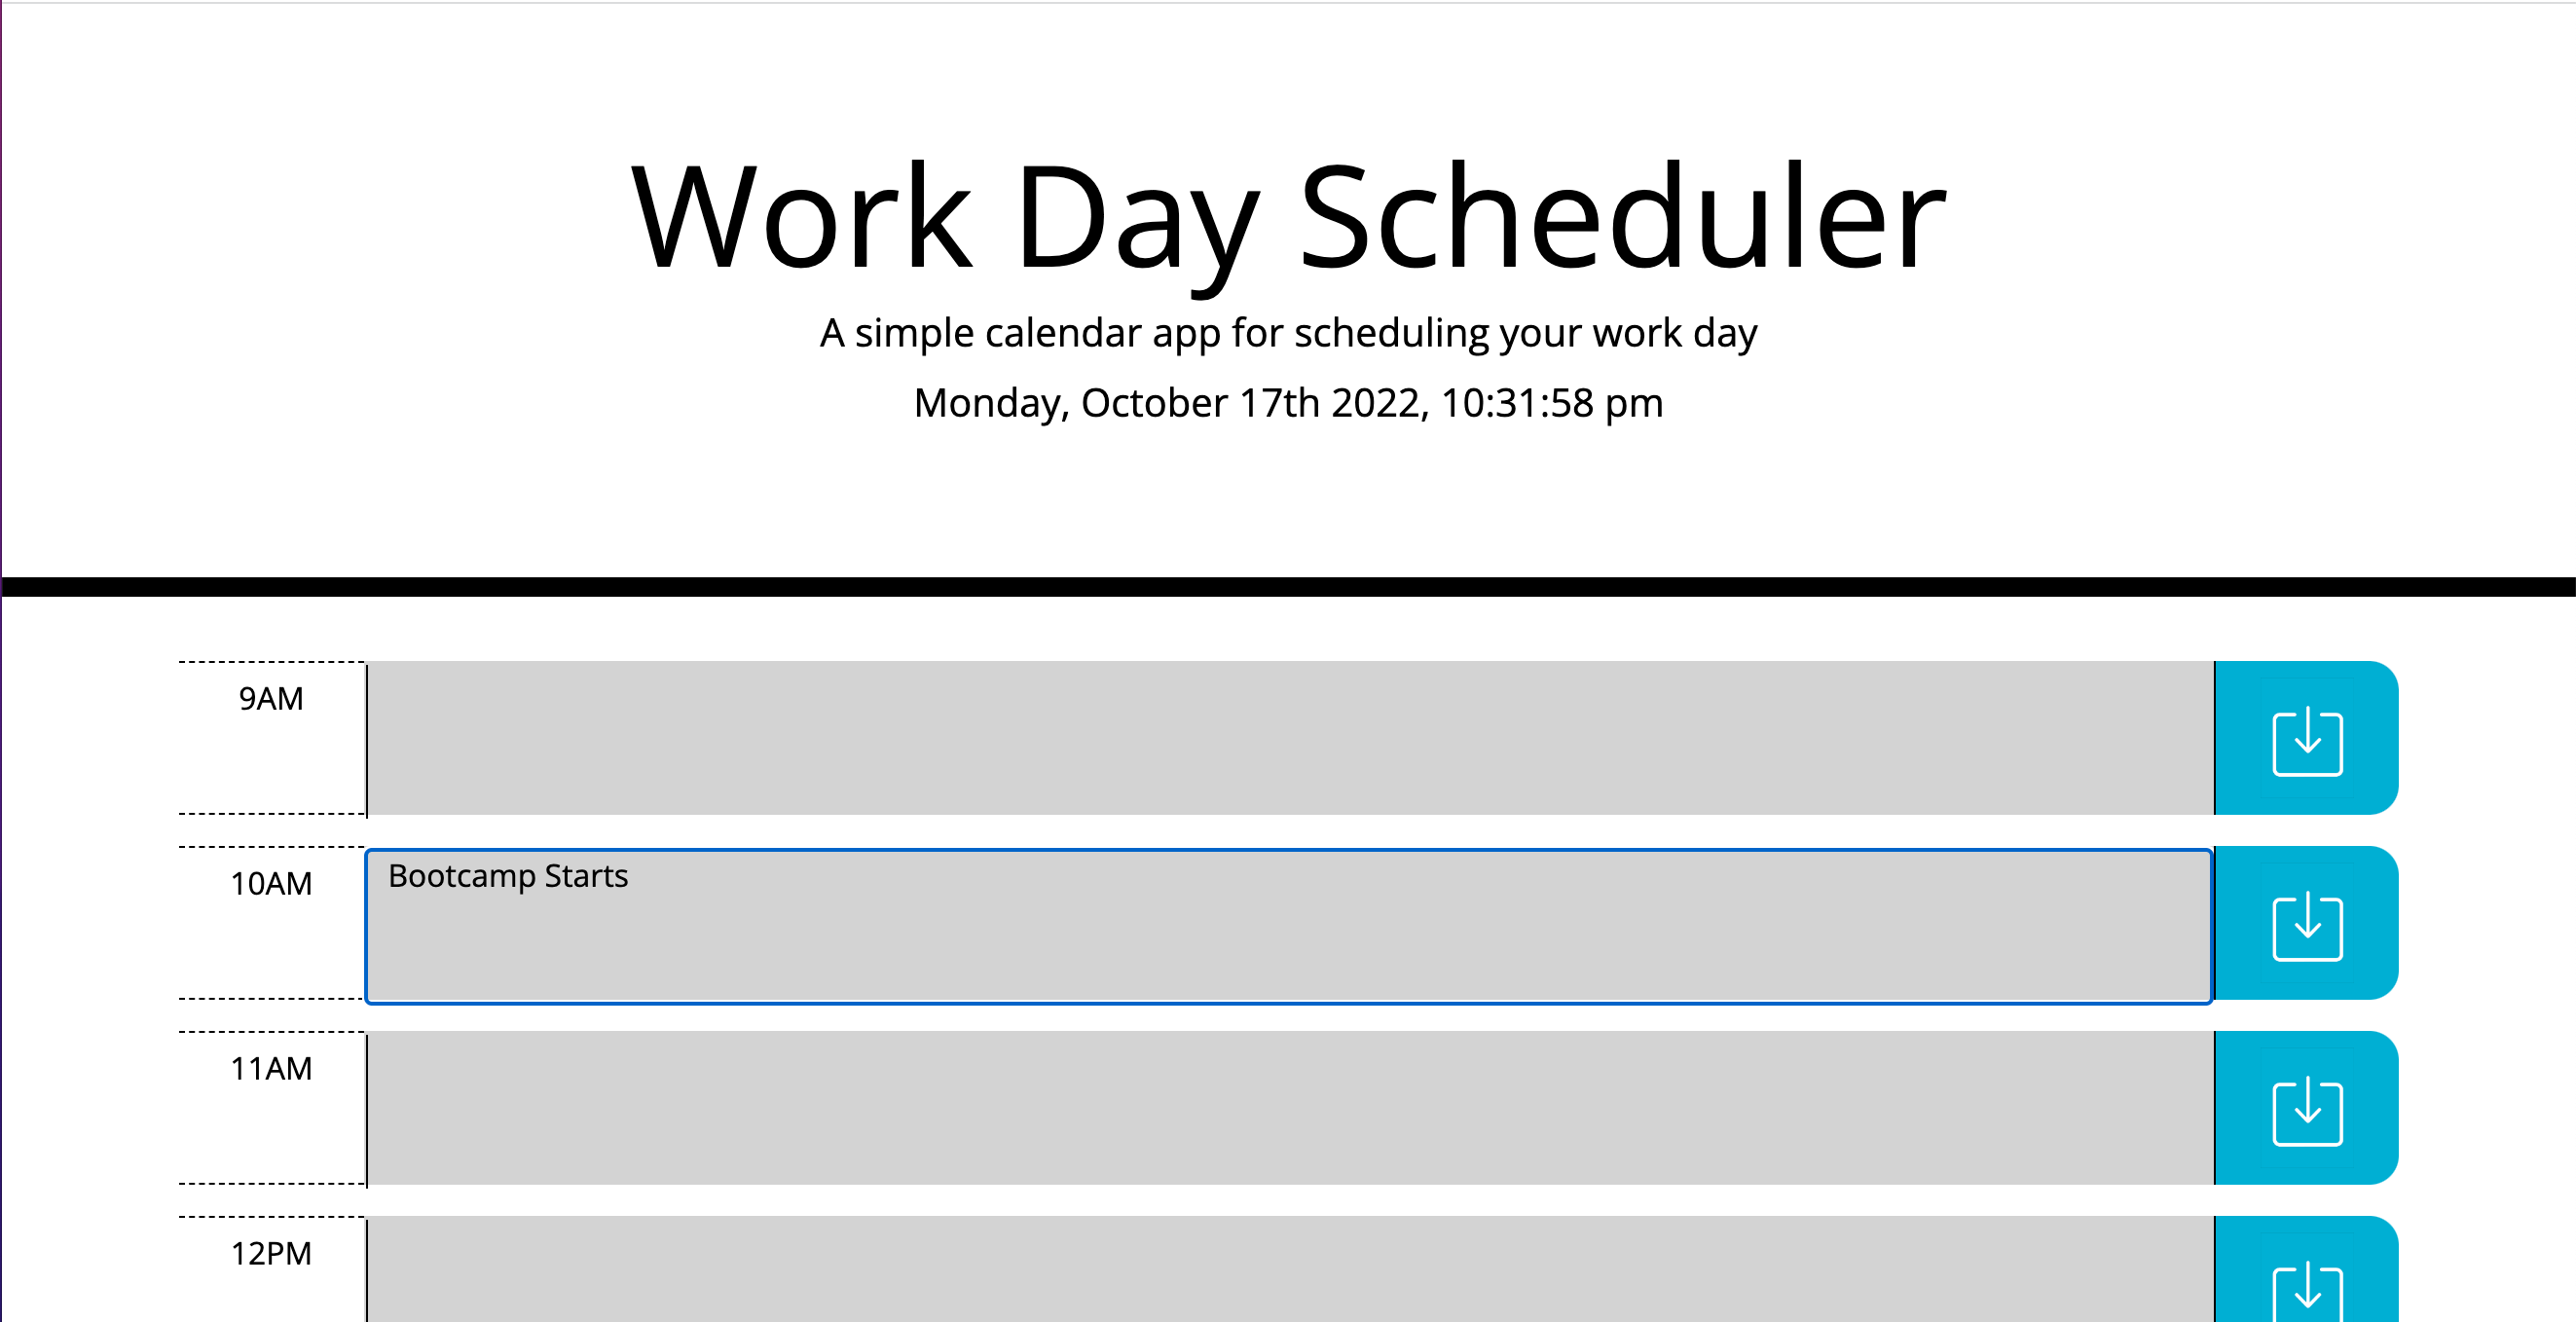 Work Day Scheduler
A simple calendar app for scheduling your work day
Monday, October 17th 2022, 10:31:58 pm
9AM
10AM
Bootcamp Starts
11AM
12PM